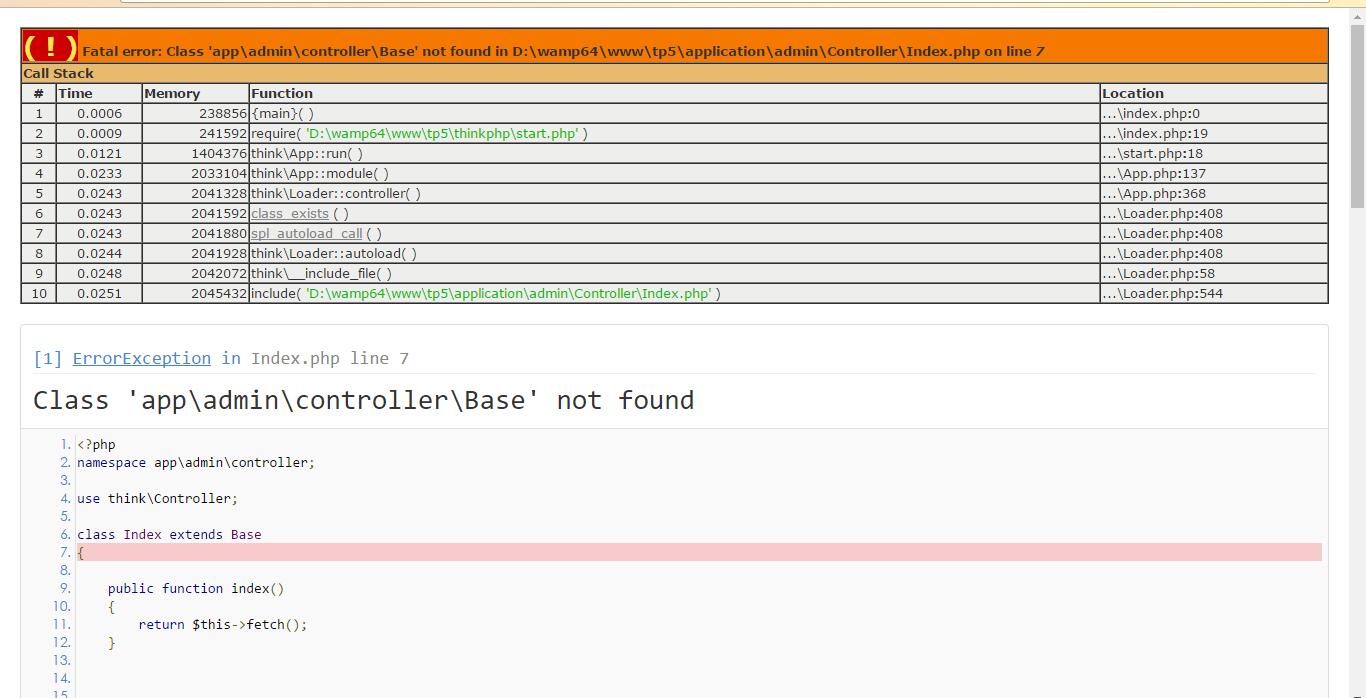 ( ! ) Fatal error: Class 'app\admin\controller\Base' not found in D:\wamp64\www\tp5\application\admin\Controller\Index.php on line 7
Call Stack
# Time Memory Function Location
1 0.0006 238856 {main}( ) ...\index.php:0
2 0.0009 241592 require( 'D:\wamp64\www\tp5\thinkphp\start.php' ) ...\index.php:19
3 0.0121 1404376 think\App::run( ) ...\start.php:18
4 0.0233 2033104 think\App::module( ) ...\App.php:137
5 0.0243 2041328 think\Loader::controller( ) ...\App.php:368
6 0.0243 2041592 class_exists ( ) ...\Loader.php:408
7 0.0243 2041880 spl_autoload_call ( ) ...\Loader.php:408
8 0.0244 2041928 think\Loader::autoload( ) ...\Loader.php:408
9 0.0248 2042072 think\__include_file( ) ...\Loader.php:58
10 0.0251 2045432 include( 'D:\wamp64\www\tp5\application\admin\Controller\Index.php' ) ...\Loader.php:544
[1] ErrorException in Index.php line 7
Class 'app\admin\controller\Base' not found
1. <?php
2. namespace app\admin\controller;
3.
4. use think\Controller;
5.
6. class Index extends Base
7. {
8.
9. public function index()
10. {
11. return $this->fetch();
12. }
13.
14.
15.